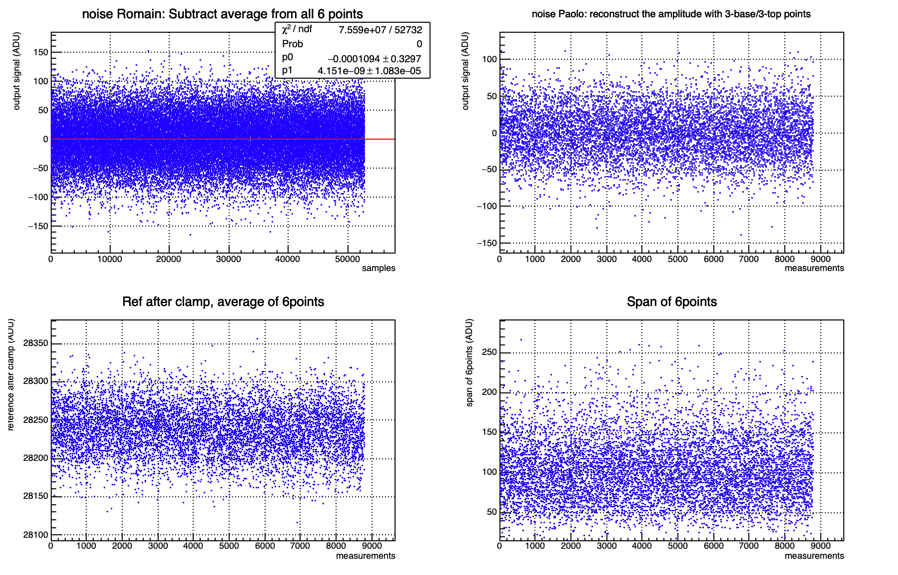 noise Romain: Subtract average from all 6 points
χ² / ndf 7.559e+07 / 52732
Prob 0
p0 −0.0001094 ± 0.3297
p1 4.151e−09 ± 1.083e−05
output signal (ADU)
150
100
50
0
−50
−100
−150
0 10000 20000 30000 40000 50000
samples
noise Paolo: reconstruct the amplitude with 3-base/3-top points
output signal (ADU)
100
50
0
−50
−100
−150
0 1000 2000 3000 4000 5000 6000 7000 8000 9000
measurements
Ref after clamp, average of 6points
reference after clamp (ADU)
28350
28300
28250
28200
28150
28100
0 1000 2000 3000 4000 5000 6000 7000 8000 9000
measurements
Span of 6points
span of 6points (ADU)
250
200
150
100
50
0 1000 2000 3000 4000 5000 6000 7000 8000 9000
measurements